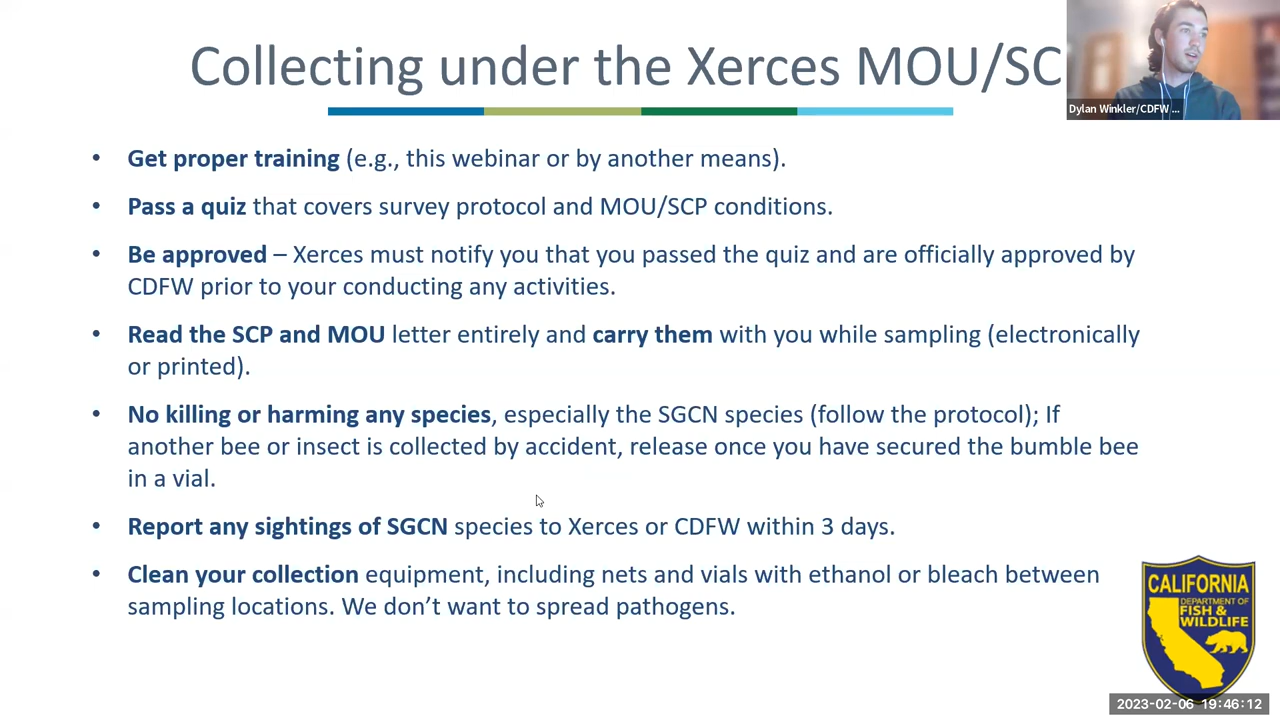 Collecting under the Xerces MOU/SC
Dylan Winkler/CDFW ...
• Get proper training (e.g., this webinar or by another means).
• Pass a quiz that covers survey protocol and MOU/SCP conditions.
• Be approved – Xerces must notify you that you passed the quiz and are officially approved by
CDFW prior to your conducting any activities.
• Read the SCP and MOU letter entirely and carry them with you while sampling (electronically
or printed).
• No killing or harming any species, especially the SGCN species (follow the protocol); If
another bee or insect is collected by accident, release once you have secured the bumble bee
in a vial.
• Report any sightings of SGCN species to Xerces or CDFW within 3 days.
• Clean your collection equipment, including nets and vials with ethanol or bleach between
sampling locations. We don’t want to spread pathogens.
CALIFORNIA
DEPARTMENT OF
FISH &
WILDLIFE
2023-02-06 19:46:12